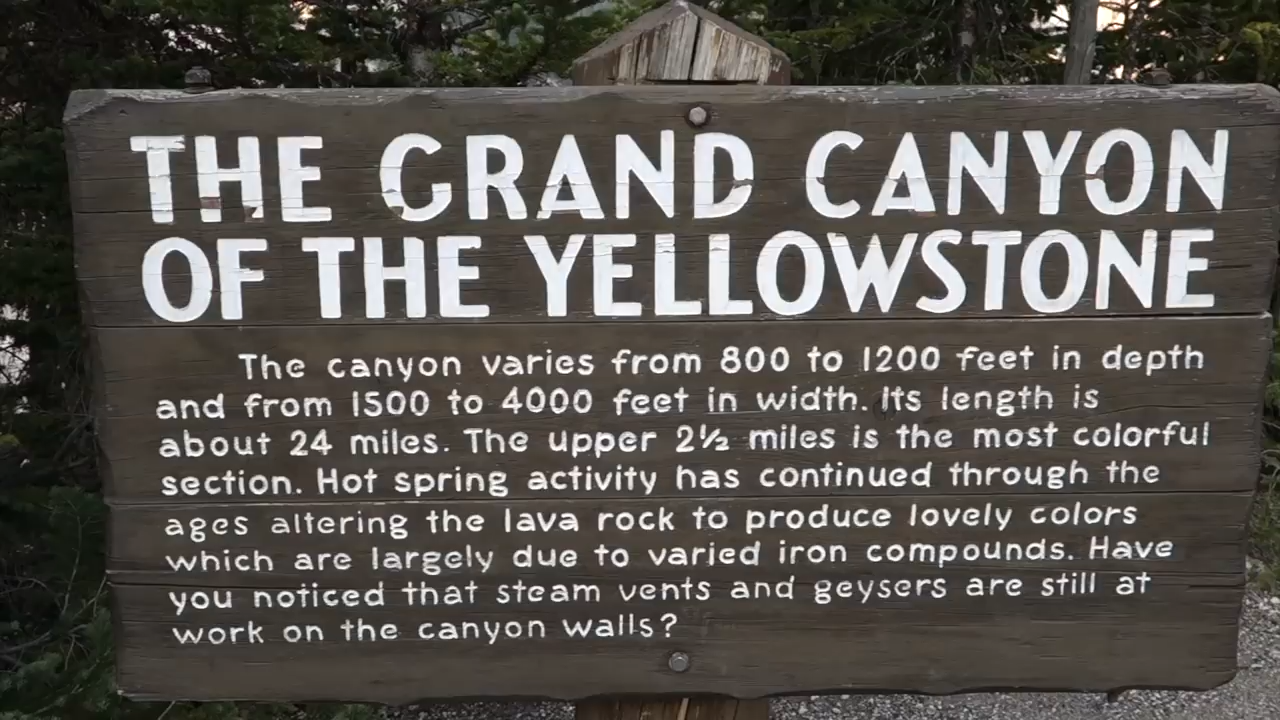 THE GRAND CANYON
OF THE YELLOWSTONE
The canyon varies from 800 to 1200 feet in depth
and from 1500 to 4000 feet in width. Its length is
about 24 miles. The upper 2½ miles is the most colorful
section. Hot spring activity has continued through the
ages altering the lava rock to produce lovely colors
which are largely due to varied iron compounds. Have
you noticed that steam vents and geysers are still at
work on the canyon walls?